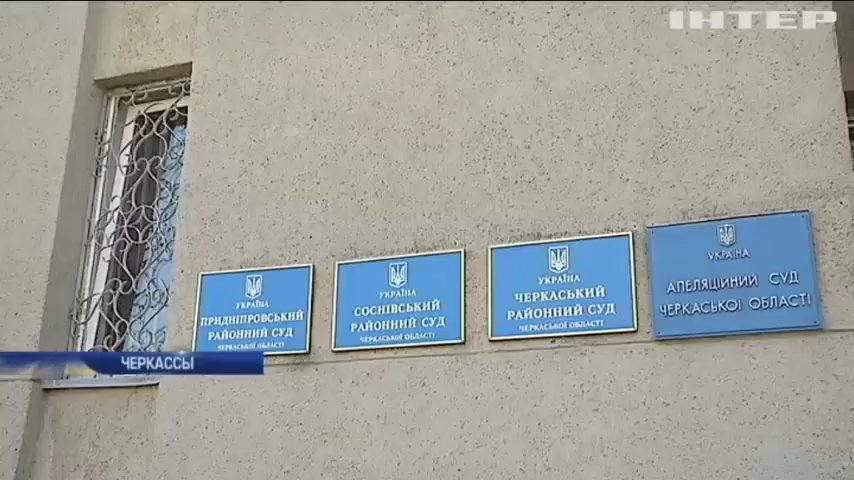 ІНТЕР
УКРАЇНА
ПРИДНІПРОВСЬКИЙ
РАЙОННИЙ СУД
ЧЕРКАСЬКОЇ ОБЛАСТІ
УКРАЇНА
СОСНІВСЬКИЙ
РАЙОННИЙ СУД
ЧЕРКАСЬКОЇ ОБЛАСТІ
УКРАЇНА
ЧЕРКАСЬКИЙ
РАЙОННИЙ СУД
ЧЕРКАСЬКОЇ ОБЛАСТІ
УКРАЇНА
АПЕЛЯЦІЙНИЙ СУД
ЧЕРКАСЬКОЇ ОБЛАСТІ
ЧЕРКАССЫ